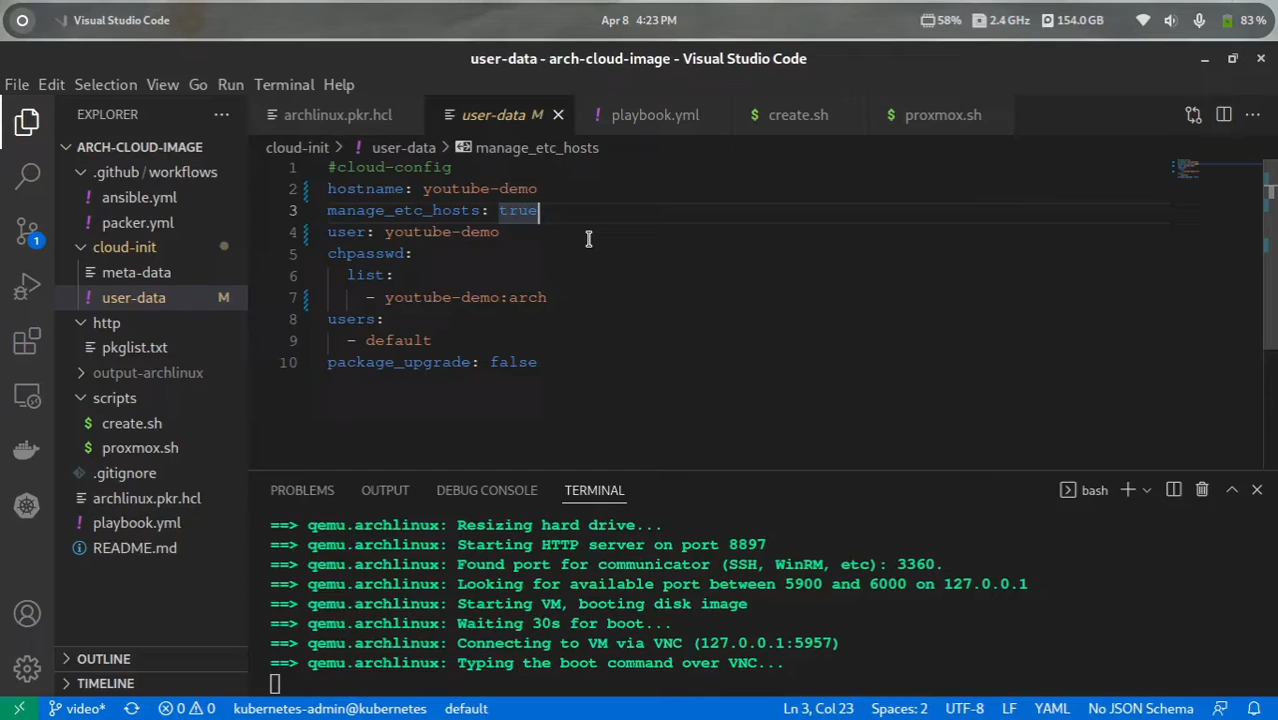 Visual Studio Code
Apr 8 4:23 PM
58%
2.4 GHz
154.0 GB
83 %
user-data - arch-cloud-image - Visual Studio Code
File Edit Selection View Go Run Terminal Help
EXPLORER
archlinux.pkr.hcl
user-data M
playbook.yml
create.sh
proxmox.sh
ARCH-CLOUD-IMAGE
.github / workflows
ansible.yml
packer.yml
cloud-init
meta-data
user-data M
http
pkglist.txt
output-archlinux
scripts
create.sh
proxmox.sh
.gitignore
archlinux.pkr.hcl
playbook.yml
README.md
OUTLINE
TIMELINE
1
cloud-init > user-data > manage_etc_hosts
1 #cloud-config
2 hostname: youtube-demo
3 manage_etc_hosts: true
4 user: youtube-demo
5 chpasswd:
6 list:
7 - youtube-demo:arch
8 users:
9 - default
10 package_upgrade: false
PROBLEMS OUTPUT DEBUG CONSOLE TERMINAL
bash
==> qemu.archlinux: Resizing hard drive...
==> qemu.archlinux: Starting HTTP server on port 8897
==> qemu.archlinux: Found port for communicator (SSH, WinRM, etc): 3360.
==> qemu.archlinux: Looking for available port between 5900 and 6000 on 127.0.0.1
==> qemu.archlinux: Starting VM, booting disk image
==> qemu.archlinux: Waiting 30s for boot...
==> qemu.archlinux: Connecting to VM via VNC (127.0.0.1:5957)
==> qemu.archlinux: Typing the boot command over VNC...
video* 0 0 kubernetes-admin@kubernetes default Ln 3, Col 23 Spaces: 2 UTF-8 LF YAML No JSON Schema